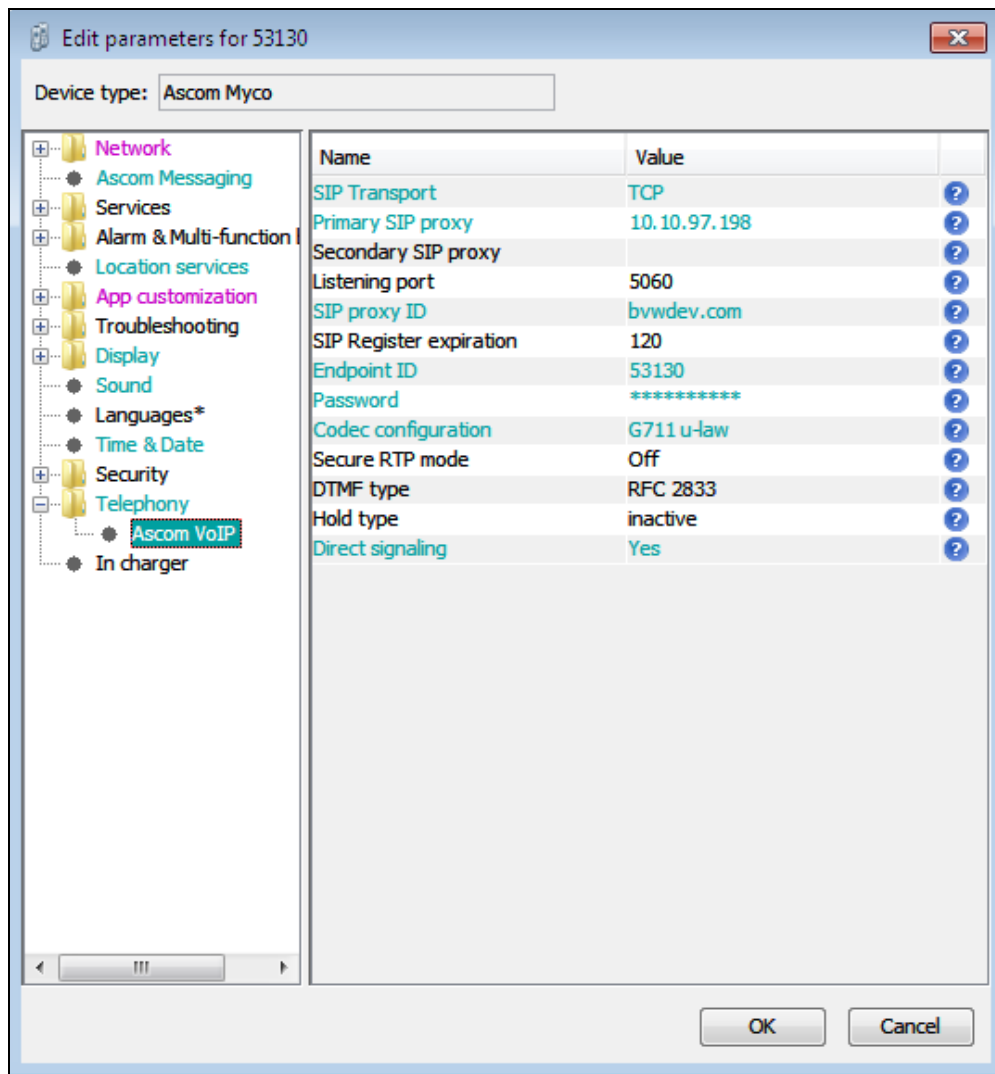 Edit parameters for 53130
Device type: Ascom Myco
Network
Ascom Messaging
Services
Alarm & Multi-function
Location services
App customization
Troubleshooting
Display
Sound
Languages*
Time & Date
Security
Telephony
Ascom VoIP
In charger
Name Value
SIP Transport TCP
Primary SIP proxy 10.10.97.198
Secondary SIP proxy
Listening port 5060
SIP proxy ID bvwdev.com
SIP Register expiration 120
Endpoint ID 53130
Password **********
Codec configuration G711 u-law
Secure RTP mode Off
DTMF type RFC 2833
Hold type inactive
Direct signaling Yes
OK Cancel